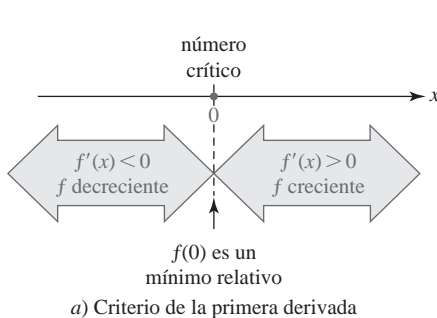 número
crítico
x
0
f′(x) < 0
f decreciente
f′(x) > 0
f creciente
f(0) es un
mínimo relativo
a) Criterio de la primera derivada